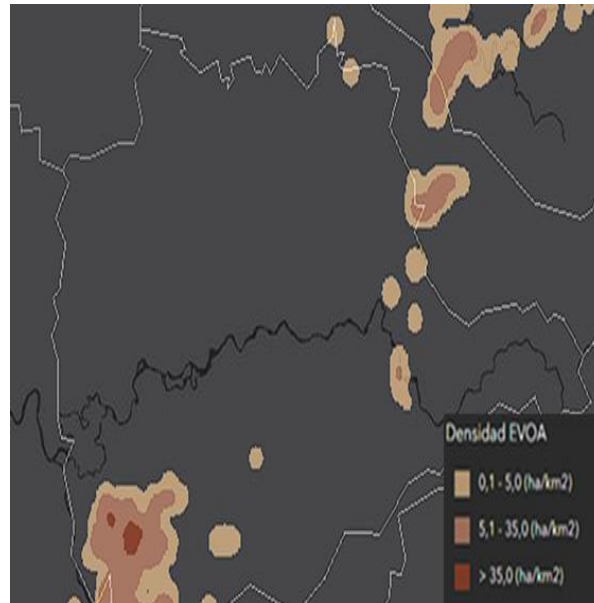 Densidad EVOA
0,1 - 5,0 (ha/km2)
5,1 - 35,0 (ha/km2)
> 35,0 (ha/km2)